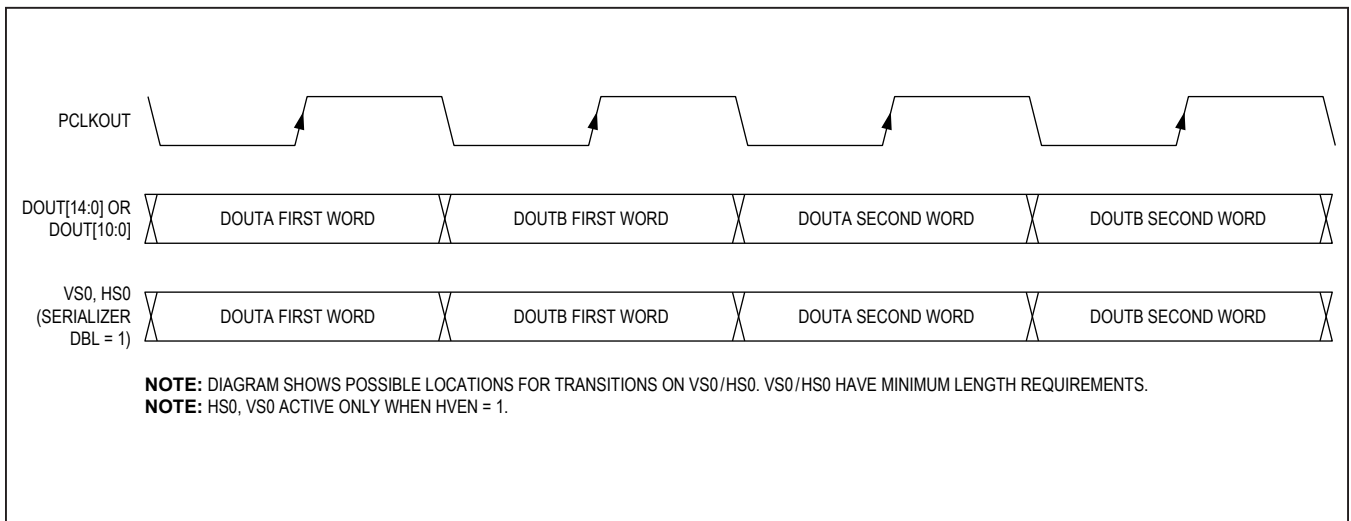 PCLKOUT
DOUT[14:0] OR
DOUT[10:0]
DOUTA FIRST WORD
DOUTB FIRST WORD
DOUTA SECOND WORD
DOUTB SECOND WORD
VS0, HS0
(SERIALIZER
DBL = 1)
DOUTA FIRST WORD
DOUTB FIRST WORD
DOUTA SECOND WORD
DOUTB SECOND WORD
NOTE: DIAGRAM SHOWS POSSIBLE LOCATIONS FOR TRANSITIONS ON VS0/HS0. VS0/HS0 HAVE MINIMUM LENGTH REQUIREMENTS.
NOTE: HS0, VS0 ACTIVE ONLY WHEN HVEN = 1.